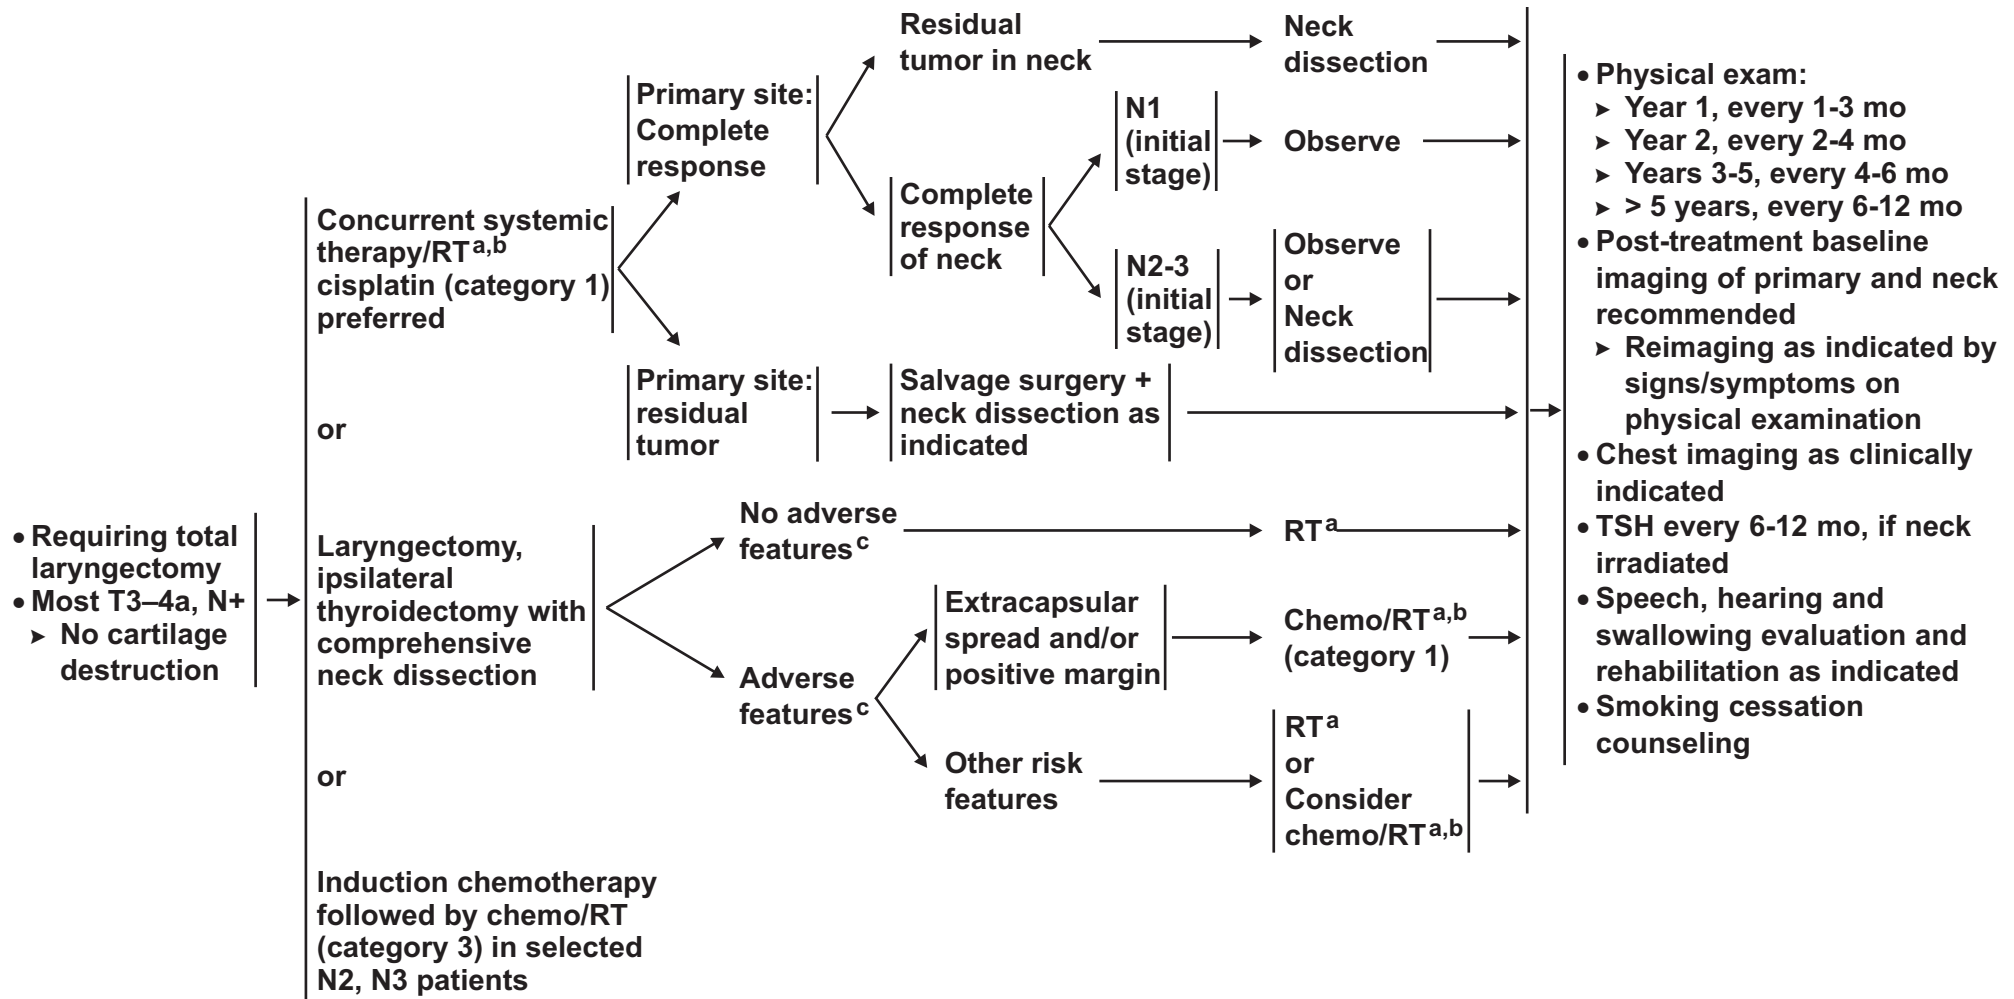 • Requiring total
laryngectomy
• Most T3–4a, N+
➤ No cartilage
destruction
Concurrent systemic
therapy/RTa,b
cisplatin (category 1)
preferred
or
Laryngectomy,
ipsilateral
thyroidectomy with
comprehensive
neck dissection
or
Induction chemotherapy
followed by chemo/RT
(category 3) in selected
N2, N3 patients
Primary site:
Complete
response
Primary site:
residual
tumor
Residual
tumor in neck
Complete
response
of neck
N1
(initial
stage)
N2-3
(initial
stage)
Neck
dissection
Observe
Observe
or
Neck
dissection
Salvage surgery +
neck dissection as
indicated
No adverse
featuresc
RTa
Adverse
featuresc
Extracapsular
spread and/or
positive margin
Chemo/RTa,b
(category 1)
Other risk
features
RTa
or
Consider
chemo/RTa,b
• Physical exam:
➤ Year 1, every 1-3 mo
➤ Year 2, every 2-4 mo
➤ Years 3-5, every 4-6 mo
➤ > 5 years, every 6-12 mo
• Post-treatment baseline
imaging of primary and neck
recommended
➤ Reimaging as indicated by
signs/symptoms on
physical examination
• Chest imaging as clinically
indicated
• TSH every 6-12 mo, if neck
irradiated
• Speech, hearing and
swallowing evaluation and
rehabilitation as indicated
• Smoking cessation
counseling